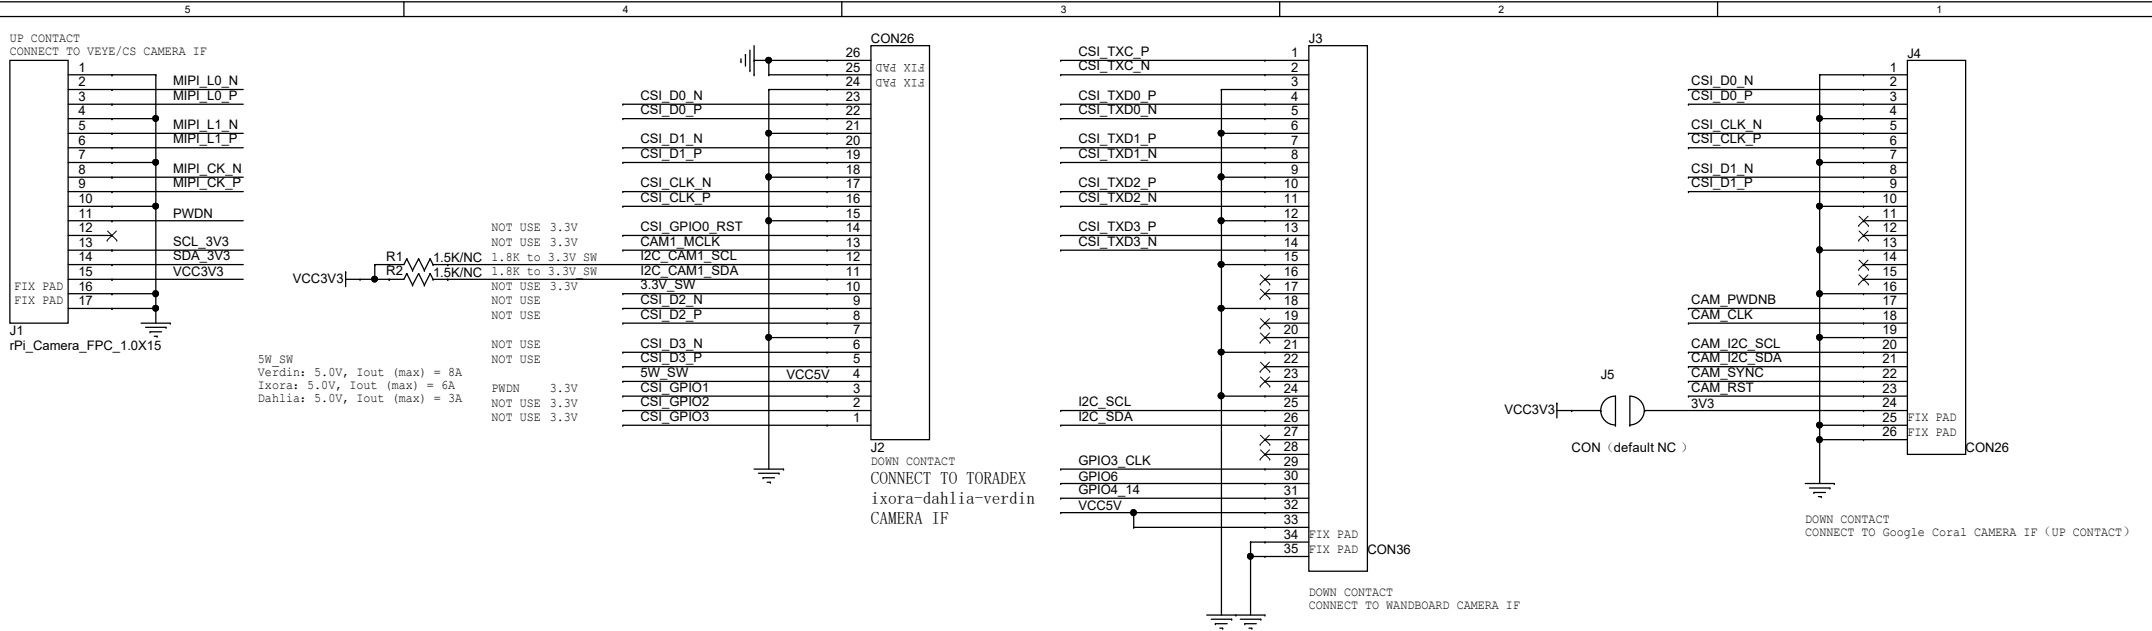 5 4 3 2 1
UP CONTACT
CONNECT TO VEYE/CS CAMERA IF
1
2 MIPI_L0_N
3 MIPI_L0_P
4
5 MIPI_L1_N
6 MIPI_L1_P
7
8 MIPI_CK_N
9 MIPI_CK_P
10
11 PWDN
12
13 SCL_3V3
14 SDA_3V3
15 VCC3V3
FIX PAD 16
FIX PAD 17
J1
rPi_Camera_FPC_1.0X15
5W_SW
Verdin: 5.0V, Iout (max) = 8A
Ixora: 5.0V, Iout (max) = 6A
Dahlia: 5.0V, Iout (max) = 3A
VCC3V3
R1 1.5K/NC
R2 1.5K/NC
CON26
26
25 FIX PAD
24 FIX PAD
CSI_D0_N 23
CSI_D0_P 22
21
CSI_D1_N 20
CSI_D1_P 19
18
CSI_CLK_N 17
CSI_CLK_P 16
15
NOT USE 3.3V CSI_GPIO0_RST 14
NOT USE 3.3V CAM1_MCLK 13
1.8K to 3.3V_SW I2C_CAM1_SCL 12
1.8K to 3.3V_SW I2C_CAM1_SDA 11
NOT USE 3.3V 3.3V_SW 10
NOT USE CSI_D2_N 9
NOT USE CSI_D2_P 8
7
NOT USE CSI_D3_N 6
NOT USE CSI_D3_P 5
5W_SW VCC5V 4
PWDN 3.3V CSI_GPIO1 3
NOT USE 3.3V CSI_GPIO2 2
NOT USE 3.3V CSI_GPIO3 1
J2
DOWN CONTACT
CONNECT TO TORADEX
ixora-dahlia-verdin
CAMERA IF
J3
CSI_TXC_P 1
CSI_TXC_N 2
3
CSI_TXD0_P 4
CSI_TXD0_N 5
6
CSI_TXD1_P 7
CSI_TXD1_N 8
9
CSI_TXD2_P 10
CSI_TXD2_N 11
12
CSI_TXD3_P 13
CSI_TXD3_N 14
15
16
17
18
19
20
21
22
23
24
I2C_SCL 25
I2C_SDA 26
27
28
GPIO3_CLK 29
GPIO6 30
GPIO4_14 31
VCC5V 32
33
34 FIX PAD
35 FIX PAD CON36
DOWN CONTACT
CONNECT TO WANDBOARD CAMERA IF
J4
1
CSI_D0_N 2
CSI_D0_P 3
4
CSI_CLK_N 5
CSI_CLK_P 6
7
CSI_D1_N 8
CSI_D1_P 9
10
11
12
13
14
15
16
CAM_PWDNB 17
CAM_CLK 18
19
CAM_I2C_SCL 20
CAM_I2C_SDA 21
CAM_SYNC 22
CAM_RST 23
3V3 24
25 FIX PAD
26 FIX PAD
CON26
J5
VCC3V3
CON（default NC）
DOWN CONTACT
CONNECT TO Google Coral CAMERA IF（UP CONTACT）